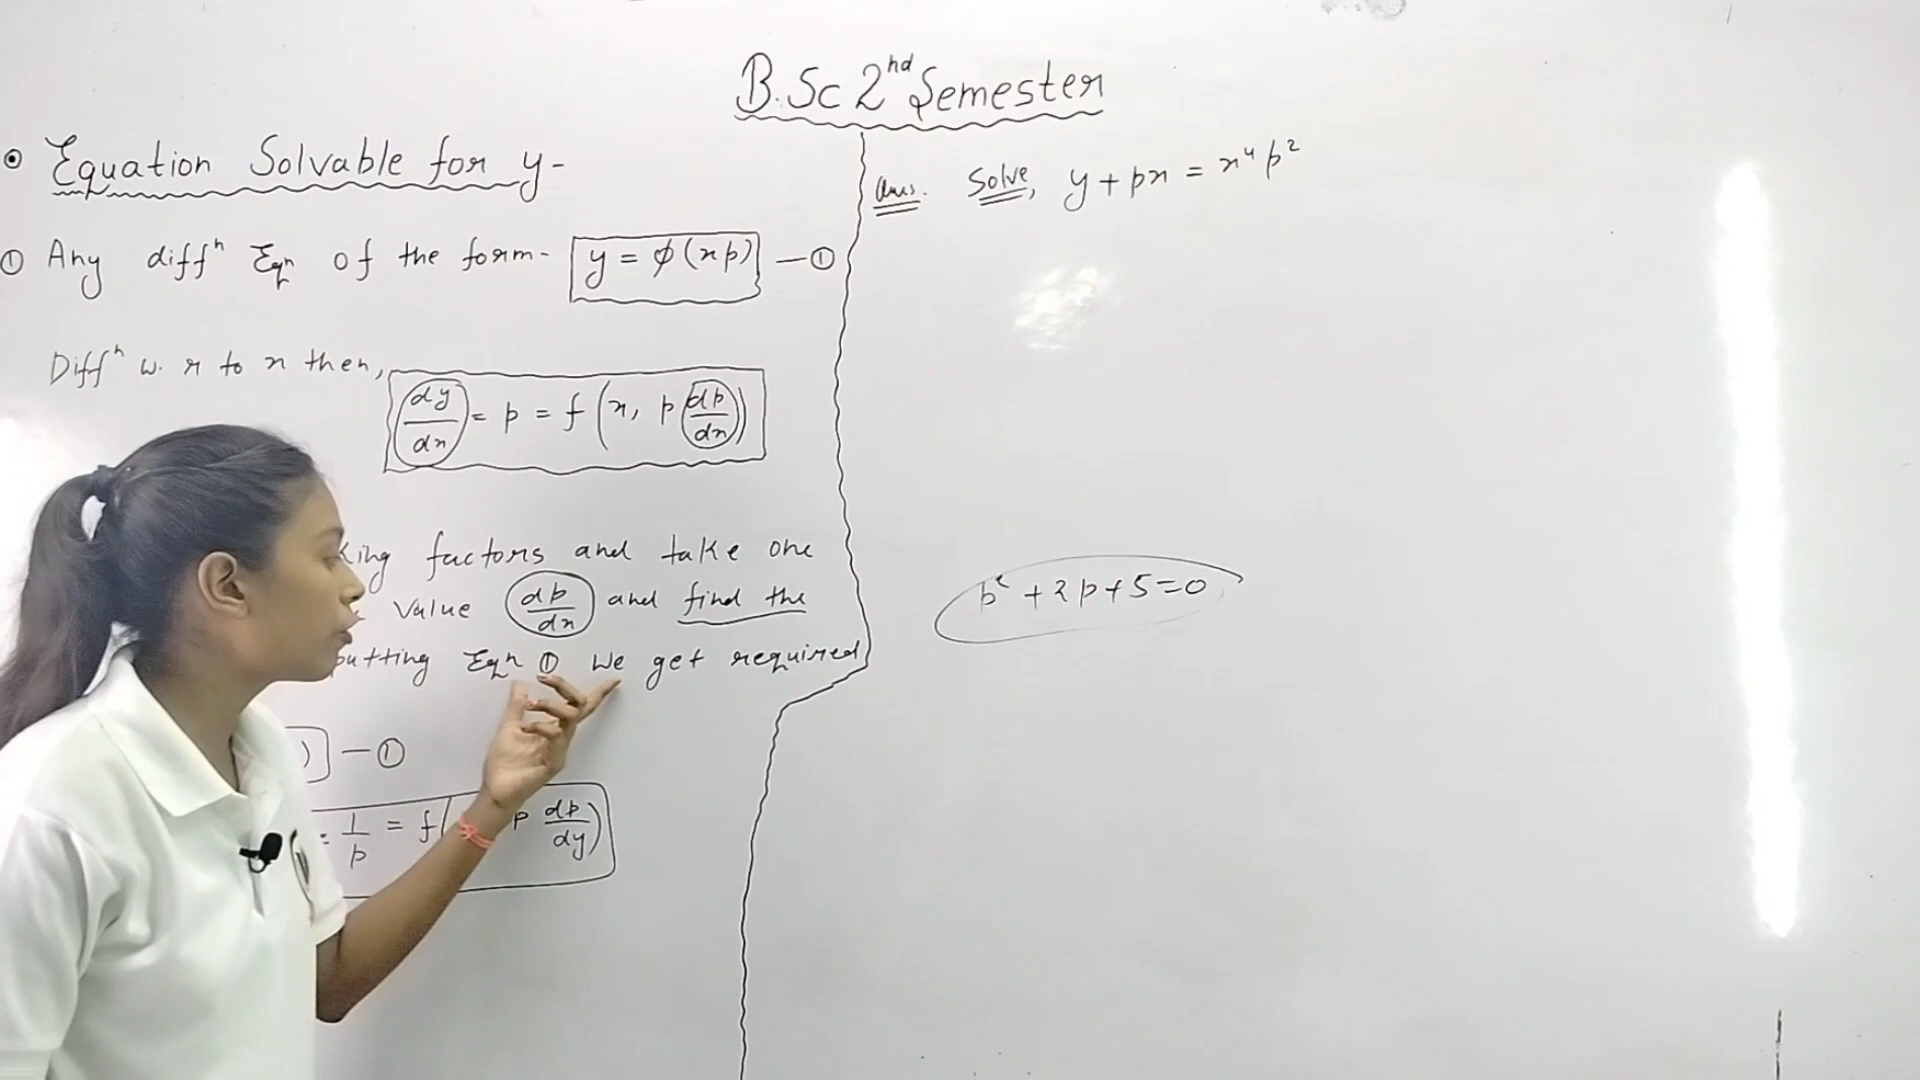 B.Sc 2nd Semester
• Equation Solvable for y-
① Any diffn Eqn of the form- y = φ(xp) —①
Diffn w. r to x then,
dy/dx = p = f(x, p dp/dx)
king factors and take one
value dp/dx and find the
putting Eqn ① we get required
) —①
= 1/p = f( p dp/dy)
Ans. Solve, y + px = x⁴p²
p² + 2p + 5 = 0